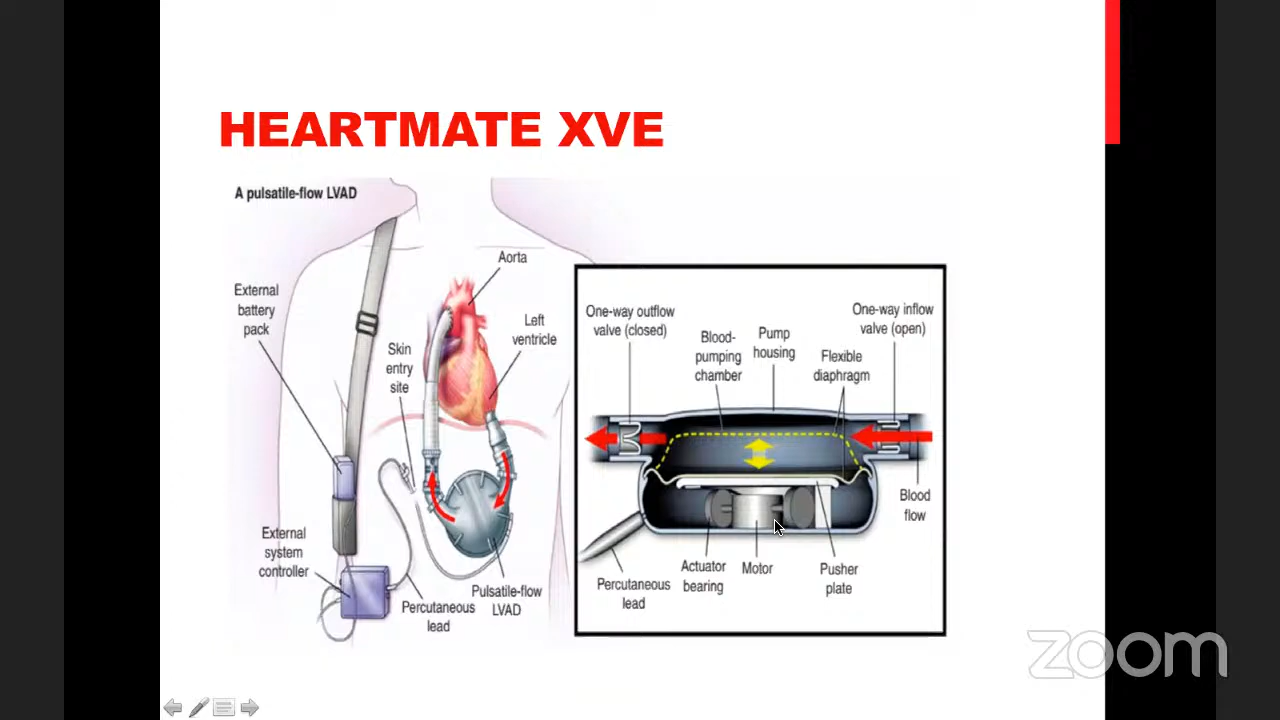 HEARTMATE XVE
A pulsatile-flow LVAD
Aorta
External
battery
pack
Left
ventricle
Skin
entry
site
External
system
controller
Percutaneous
lead
Pulsatile-flow
LVAD
One-way outflow
valve (closed)
Blood-
pumping
chamber
Pump
housing
Flexible
diaphragm
One-way inflow
valve (open)
Blood
flow
Percutaneous
lead
Actuator
bearing
Motor
Pusher
plate
zoom